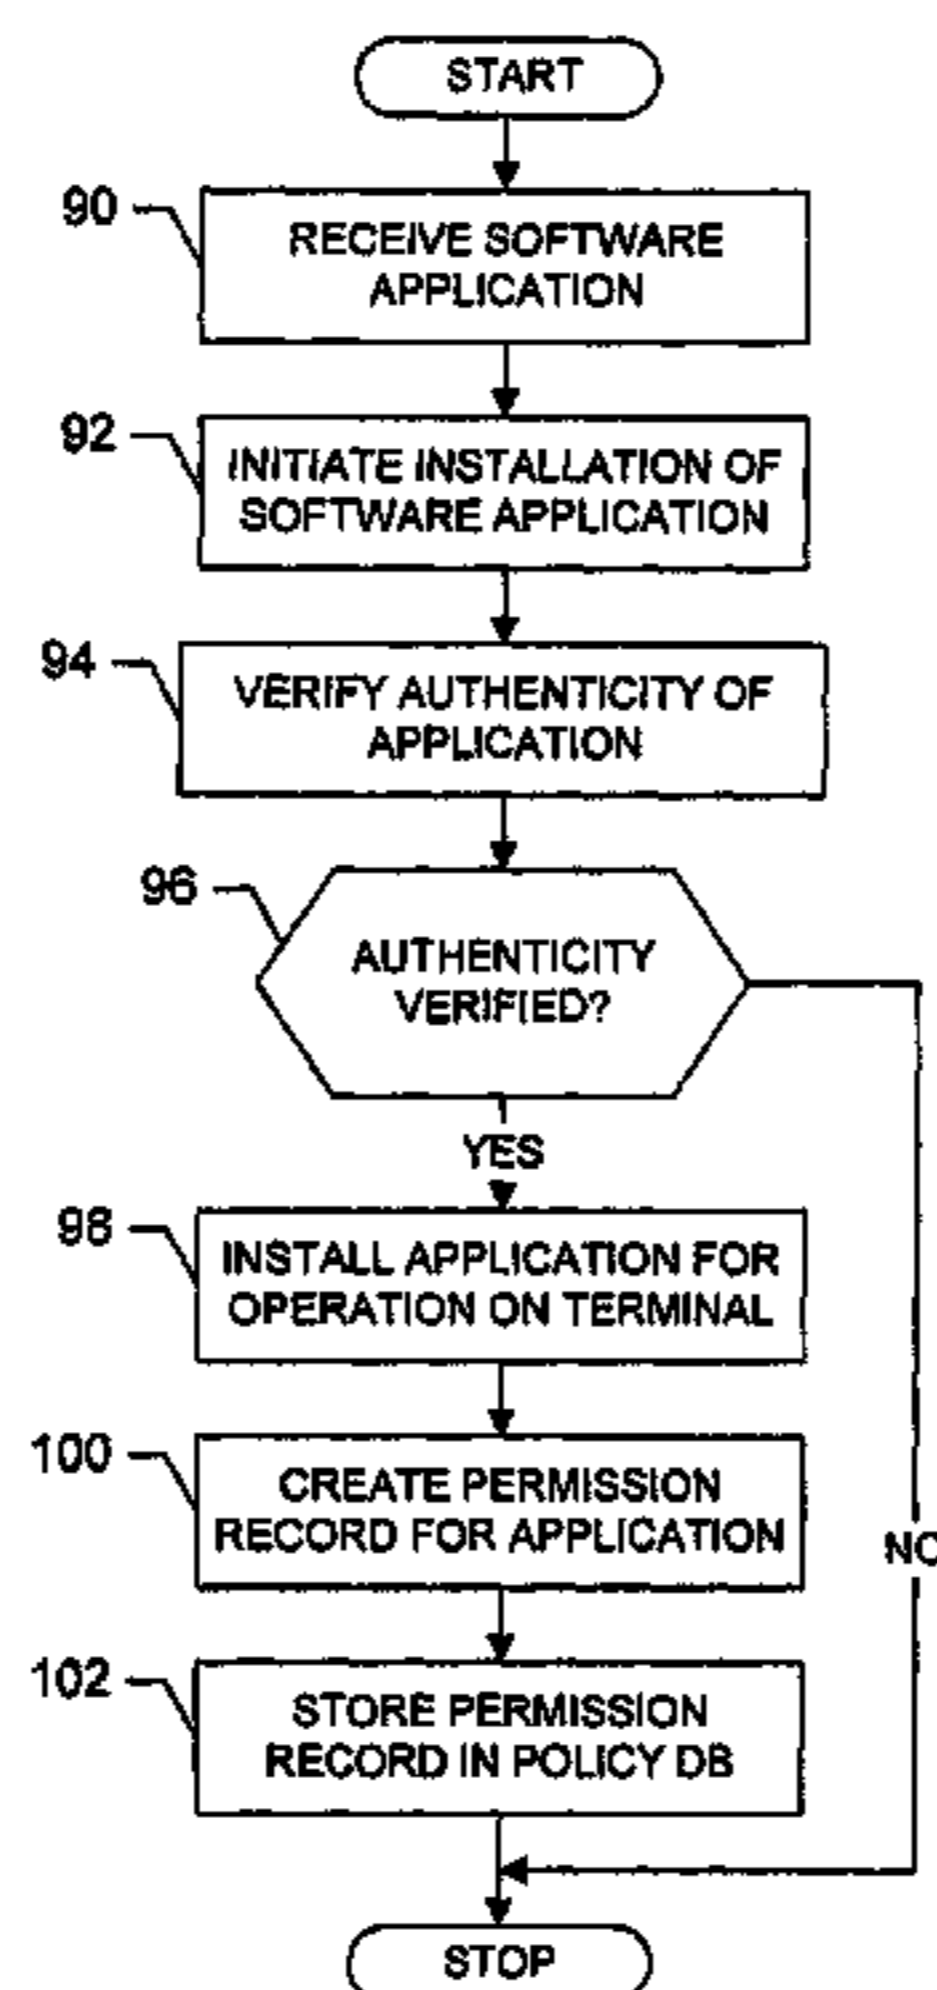 START
90
RECEIVE SOFTWARE
APPLICATION
92
INITIATE INSTALLATION OF
SOFTWARE APPLICATION
94
VERIFY AUTHENTICITY OF
APPLICATION
96
AUTHENTICITY
VERIFIED?
YES
98
INSTALL APPLICATION FOR
OPERATION ON TERMINAL
100
CREATE PERMISSION
RECORD FOR APPLICATION
NO
102
STORE PERMISSION
RECORD IN POLICY DB
STOP